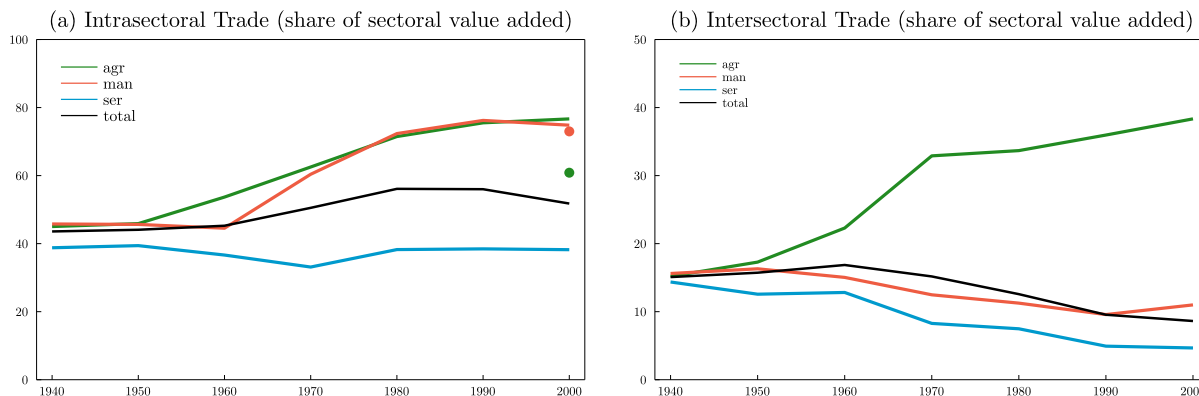 (a) Intrasectoral Trade (share of sectoral value added)
100
80
60
40
20
0
agr
man
ser
total
1940 1950 1960 1970 1980 1990 2000
(b) Intersectoral Trade (share of sectoral value added)
50
40
30
20
10
0
agr
man
ser
total
1940 1950 1960 1970 1980 1990 200